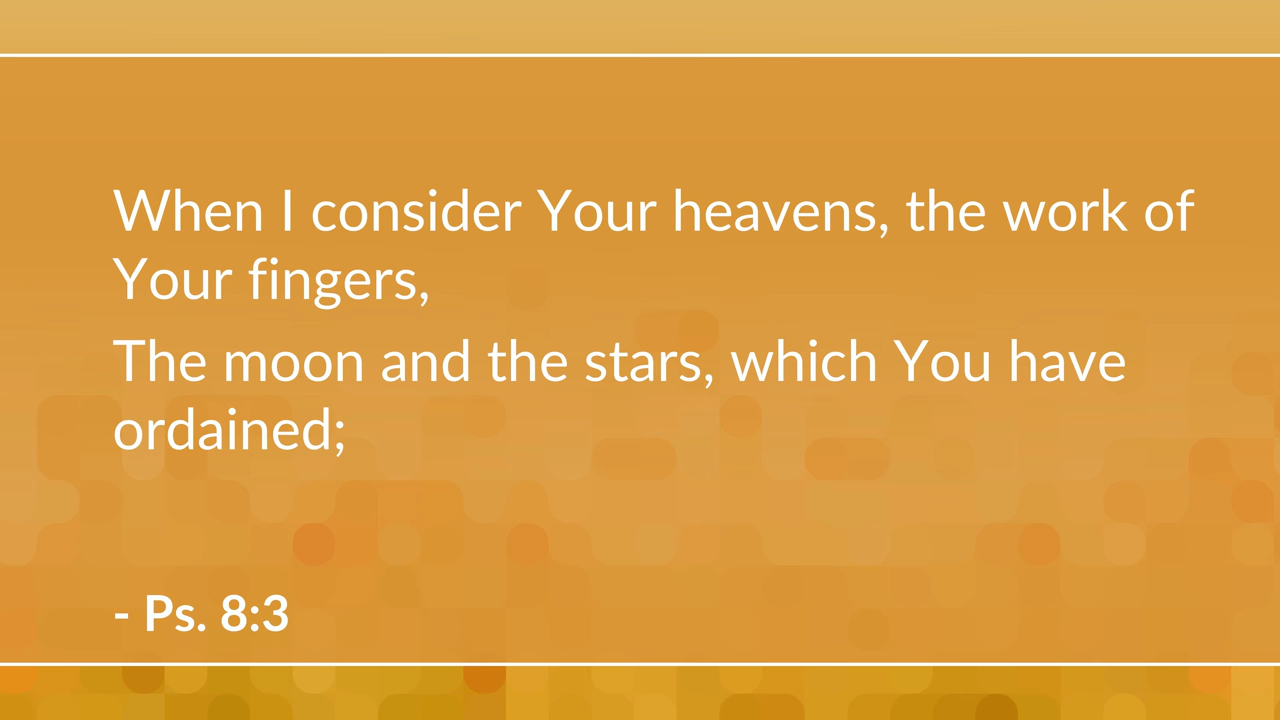 When I consider Your heavens, the work of
Your fingers,
The moon and the stars, which You have
ordained;
- Ps. 8:3